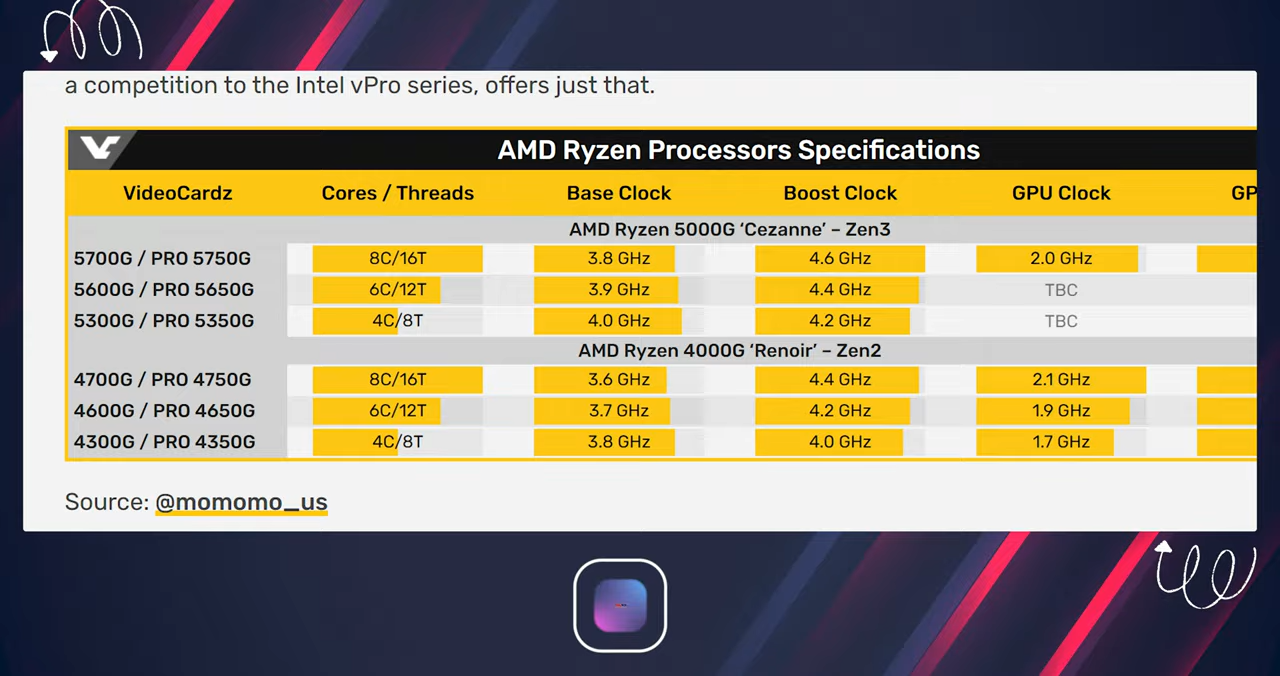 a competition to the Intel vPro series, offers just that.
AMD Ryzen Processors Specifications
VideoCardz Cores / Threads Base Clock Boost Clock GPU Clock GP
AMD Ryzen 5000G ‘Cezanne’ – Zen3
5700G / PRO 5750G 8C/16T 3.8 GHz 4.6 GHz 2.0 GHz
5600G / PRO 5650G 6C/12T 3.9 GHz 4.4 GHz TBC
5300G / PRO 5350G 4C/8T 4.0 GHz 4.2 GHz TBC
AMD Ryzen 4000G ‘Renoir’ – Zen2
4700G / PRO 4750G 8C/16T 3.6 GHz 4.4 GHz 2.1 GHz
4600G / PRO 4650G 6C/12T 3.7 GHz 4.2 GHz 1.9 GHz
4300G / PRO 4350G 4C/8T 3.8 GHz 4.0 GHz 1.7 GHz
Source: @momomo_us